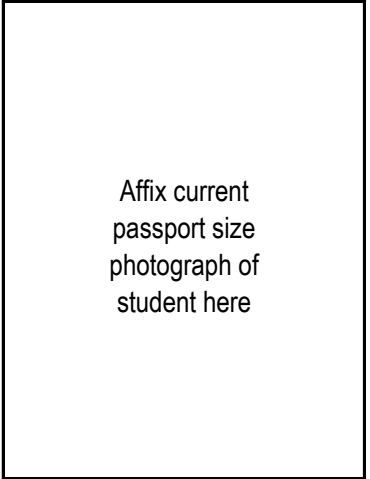 Affix current
passport size
photograph of
student here